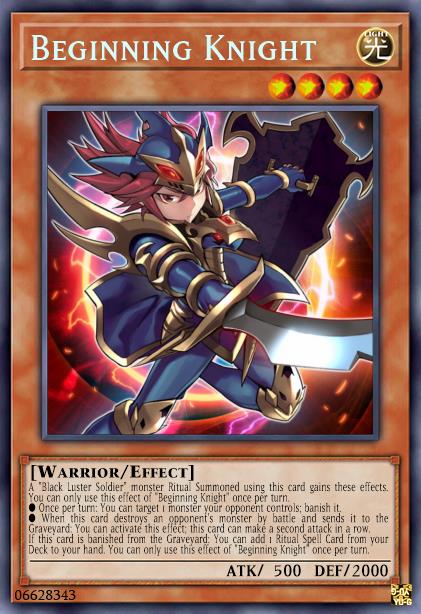 BEGINNING KNIGHT
LIGHT
光
[WARRIOR/EFFECT]
A "Black Luster Soldier" monster Ritual Summoned using this card gains these effects.
You can only use this effect of "Beginning Knight" once per turn.
● Once per turn: You can target 1 monster your opponent controls; banish it.
● When this card destroys an opponent's monster by battle and sends it to the
Graveyard: You can activate this effect; this card can make a second attack in a row.
If this card is banished from the Graveyard: You can add 1 Ritual Spell Card from your
Deck to your hand. You can only use this effect of "Beginning Knight" once per turn.
ATK/ 500 DEF/2000
06628343